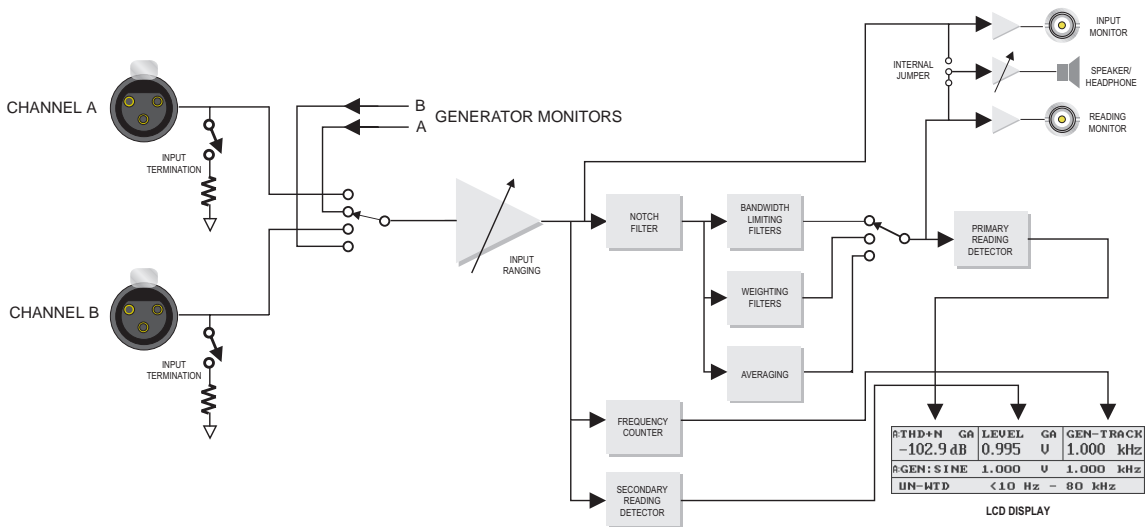 CHANNEL A
INPUT
TERMINATION
B
A
GENERATOR MONITORS
INTERNAL
JUMPER
INPUT
MONITOR
SPEAKER/
HEADPHONE
READING
MONITOR
INPUT
RANGING
NOTCH
FILTER
BANDWIDTH
LIMITING
FILTERS
WEIGHTING
FILTERS
AVERAGING
PRIMARY
READING
DETECTOR
CHANNEL B
INPUT
TERMINATION
FREQUENCY
COUNTER
SECONDARY
READING
DETECTOR
A:THD+N GA LEVEL GA GEN-TRACK
-102.9 dB 0.995 V 1.000 kHz
A:GEN:SINE 1.000 V 1.000 kHz
UN-WTD <10 Hz - 80 kHz
LCD DISPLAY